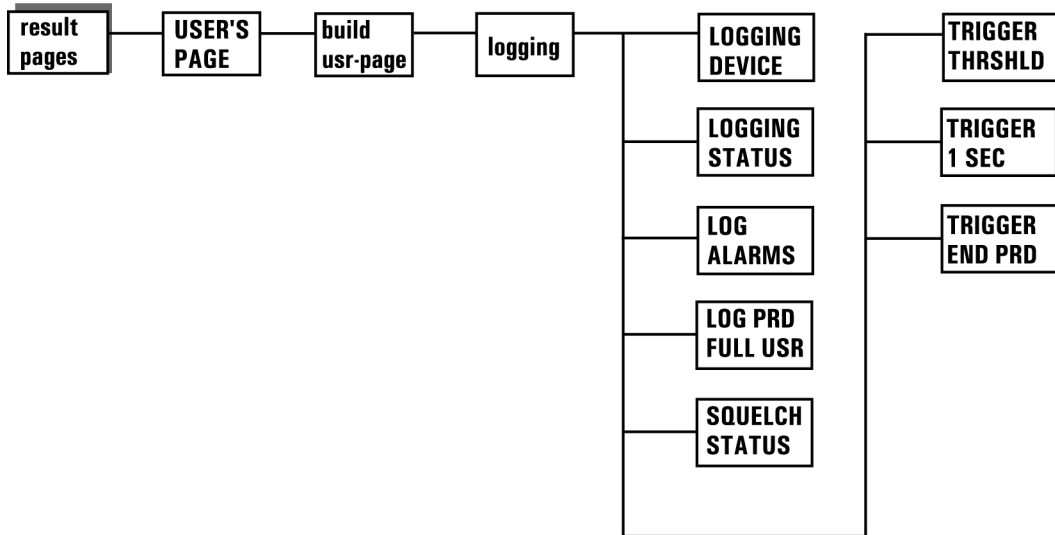 result
pages
USER'S
PAGE
build
usr-page
logging
LOGGING
DEVICE
LOGGING
STATUS
LOG
ALARMS
LOG PRD
FULL USR
SQUELCH
STATUS
TRIGGER
THRSHLD
TRIGGER
1 SEC
TRIGGER
END PRD